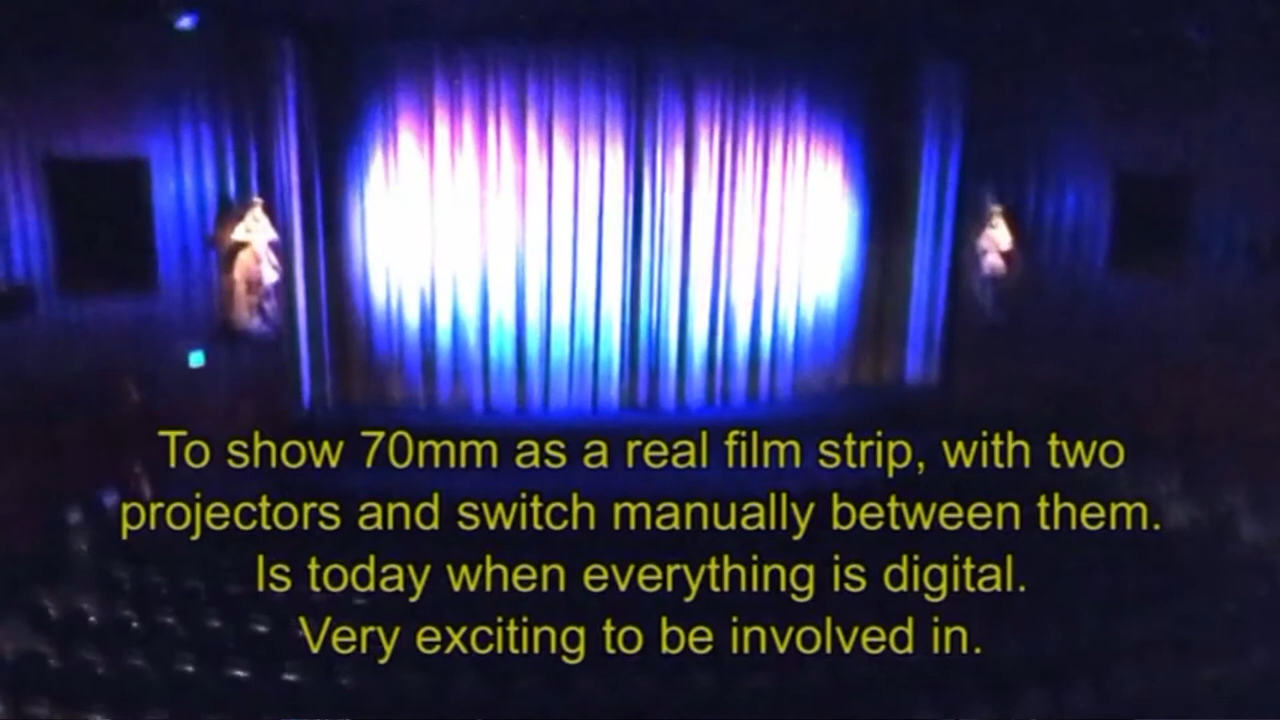 To show 70mm as a real film strip, with two
projectors and switch manually between them.
Is today when everything is digital.
Very exciting to be involved in.